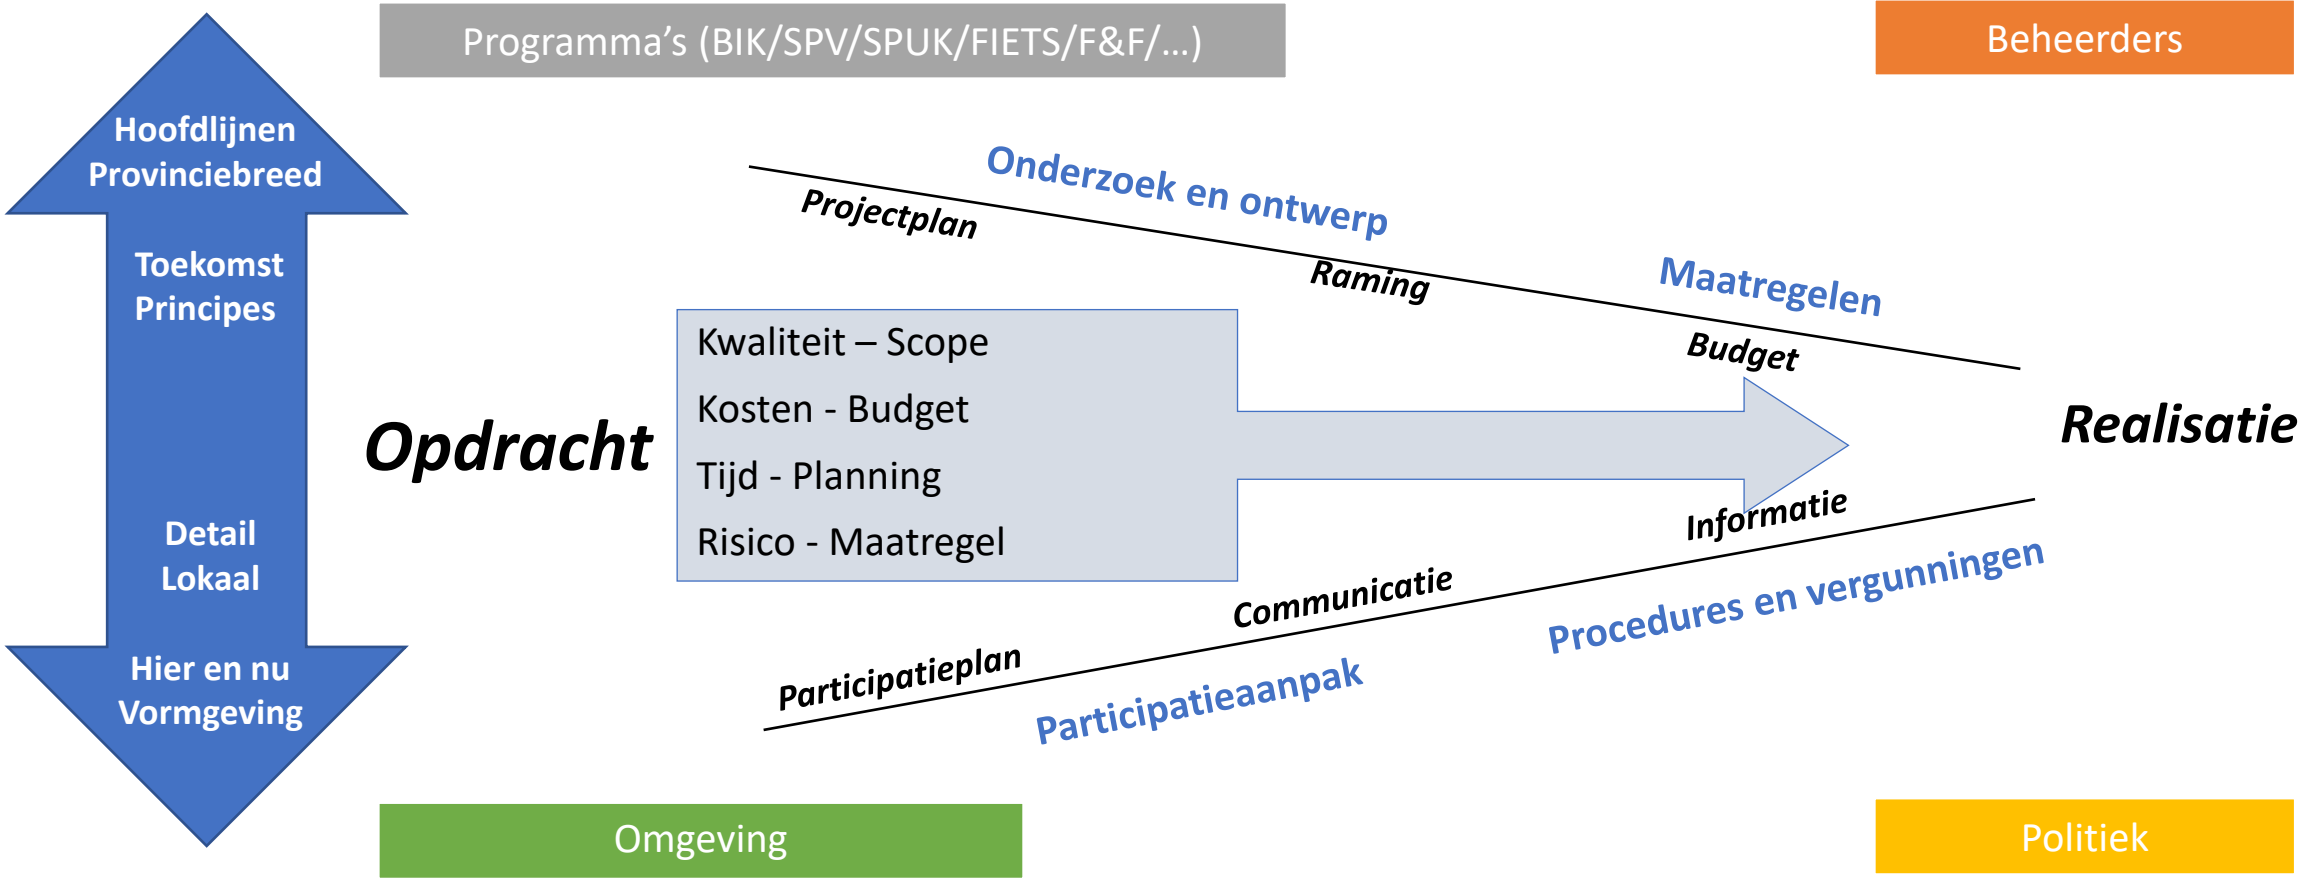 Programma’s (BIK/SPV/SPUK/FIETS/F&F/…)
Beheerders
Hoofdlijnen
Provinciebreed
Toekomst
Principes
Detail
Lokaal
Hier en nu
Vormgeving
Onderzoek en ontwerp
Projectplan
Raming
Maatregelen
Budget
Opdracht
Kwaliteit – Scope
Kosten - Budget
Tijd - Planning
Risico - Maatregel
Realisatie
Informatie
Communicatie
Participatieplan
Procedures en vergunningen
Participatieaanpak
Omgeving
Politiek